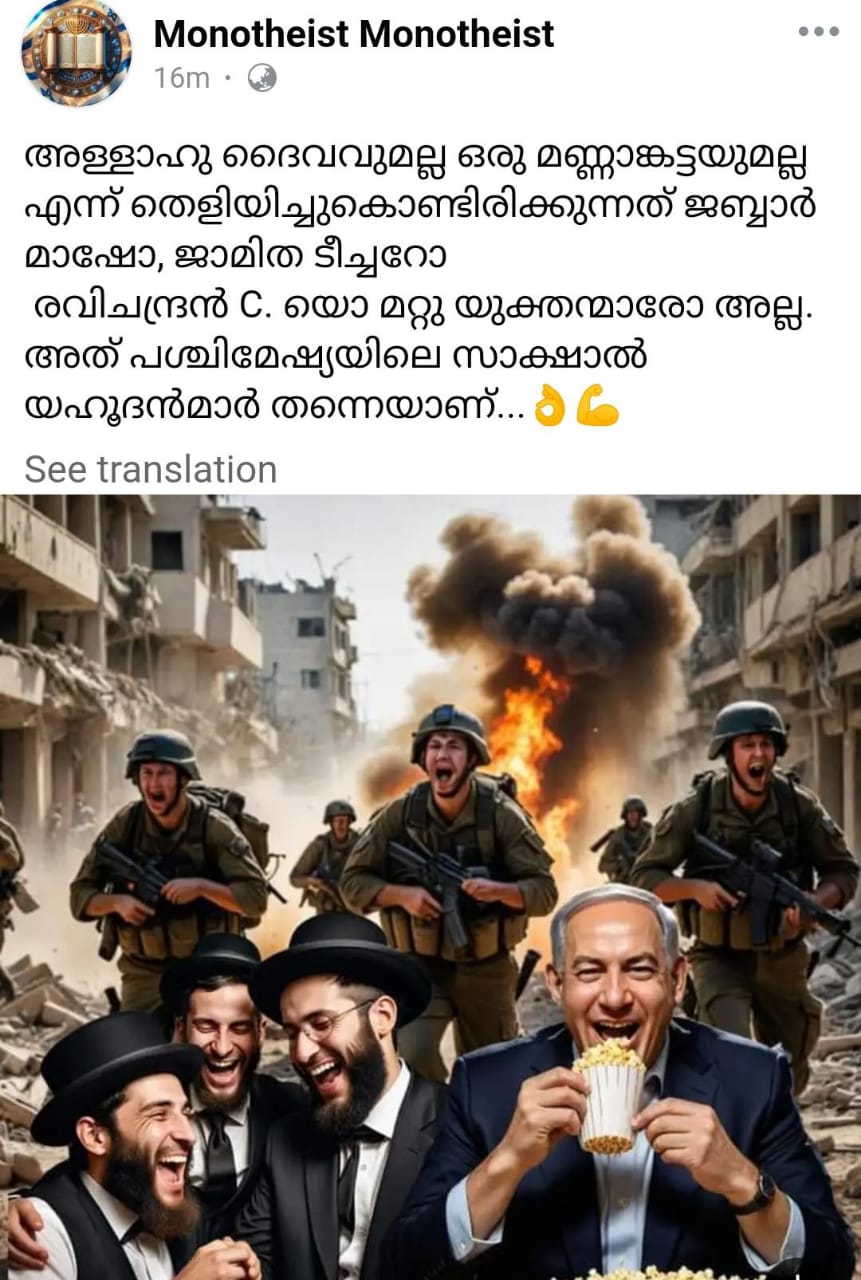 Monotheist Monotheist
16m ·
അള്ളാഹു ദൈവവുമല്ല ഒരു മണ്ണാങ്കട്ടയുമല്ല
എന്ന് തെളിയിച്ചുകൊണ്ടിരിക്കുന്നത് ജബ്ബാർ
മാഷോ, ജാമിത ടീച്ചറോ
രവിചന്ദ്രൻ C. യൊ മറ്റു യുക്തന്മാരോ അല്ല.
അത് പശ്ചിമേഷ്യയിലെ സാക്ഷാൽ
യഹൂദൻമാർ തന്നെയാണ്...👌💪
See translation